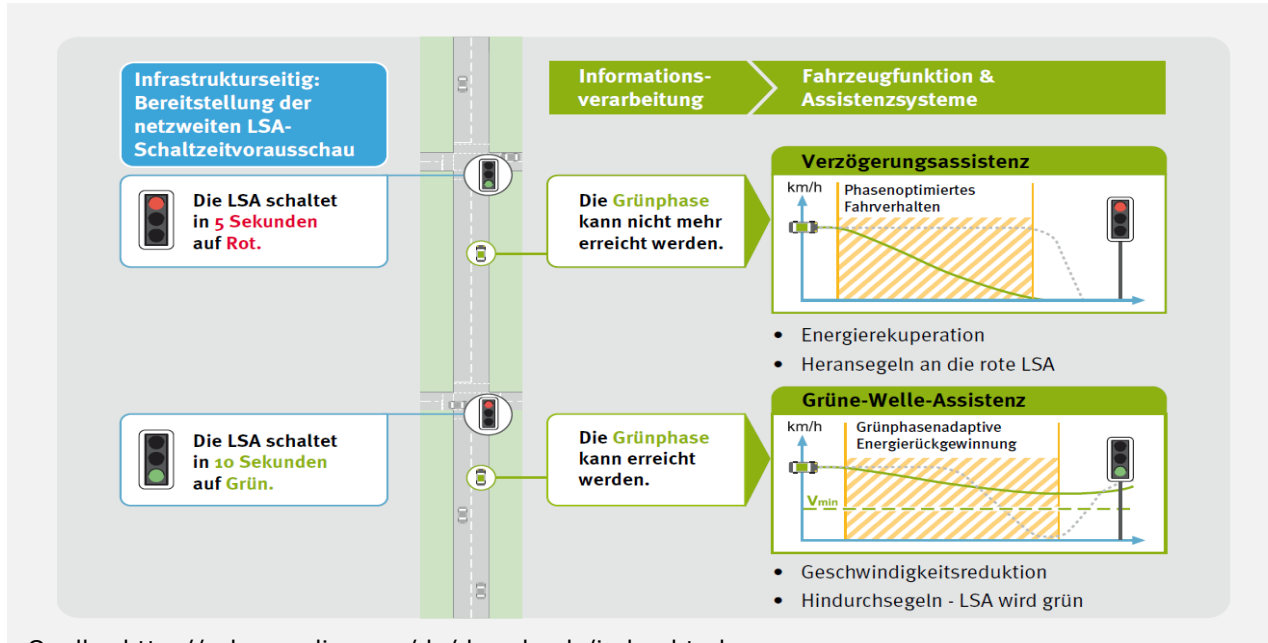 Infrastrukturseitig:
Bereitstellung der
netzweiten LSA-
Schaltzeitvorausschau
Informations-
verarbeitung
Fahrzeugfunktion &
Assistenzsysteme
Die LSA schaltet
in 5 Sekunden
auf Rot.
Die Grünphase
kann nicht mehr
erreicht werden.
Verzögerungsassistenz
km/h
Phasenoptimiertes
Fahrverhalten
• Energierekuperation
• Heransegeln an die rote LSA
Die LSA schaltet
in 10 Sekunden
auf Grün.
Die Grünphase
kann erreicht
werden.
Grüne-Welle-Assistenz
km/h
Grünphasenadaptive
Energierückgewinnung
Vmin
• Geschwindigkeitsreduktion
• Hindurchsegeln - LSA wird grün